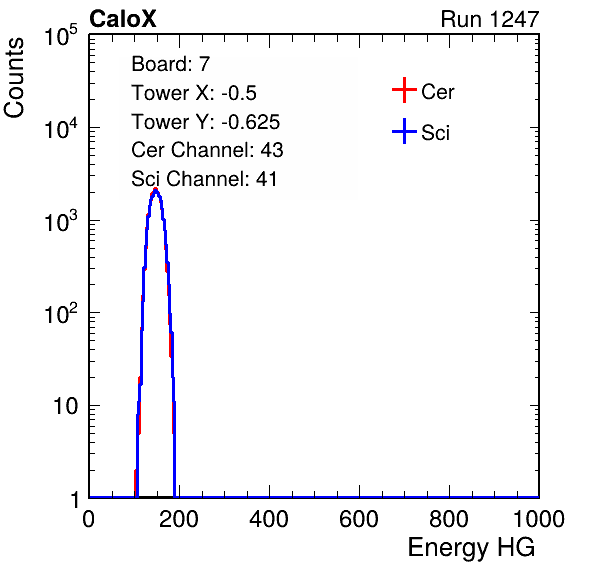 CaloX Run 1247
Board: 7
Tower X: -0.5
Tower Y: -0.625
Cer Channel: 43
Sci Channel: 41
Cer
Sci
Counts
10^5
10^4
10^3
10^2
10
1
0 200 400 600 800 1000
Energy HG